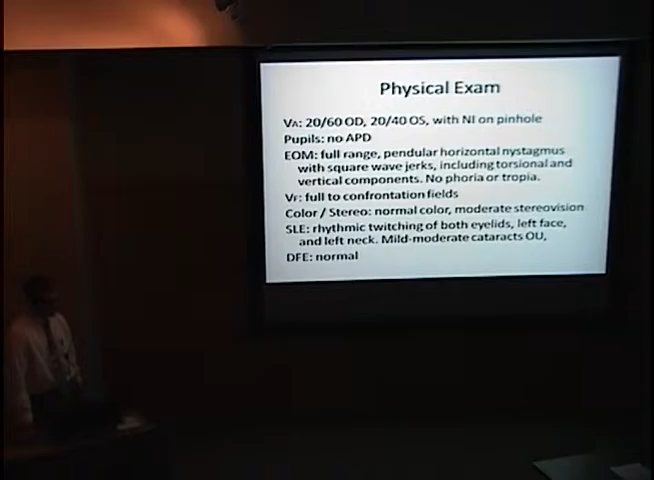 Physical Exam
VA: 20/60 OD, 20/40 OS, with NI on pinhole
Pupils: no APD
EOM: full range, pendular horizontal nystagmus
with square wave jerks, including torsional and
vertical components. No phoria or tropia.
VF: full to confrontation fields
Color / Stereo: normal color, moderate stereovision
SLE: rhythmic twitching of both eyelids, left face,
and left neck. Mild-moderate cataracts OU,
DFE: normal